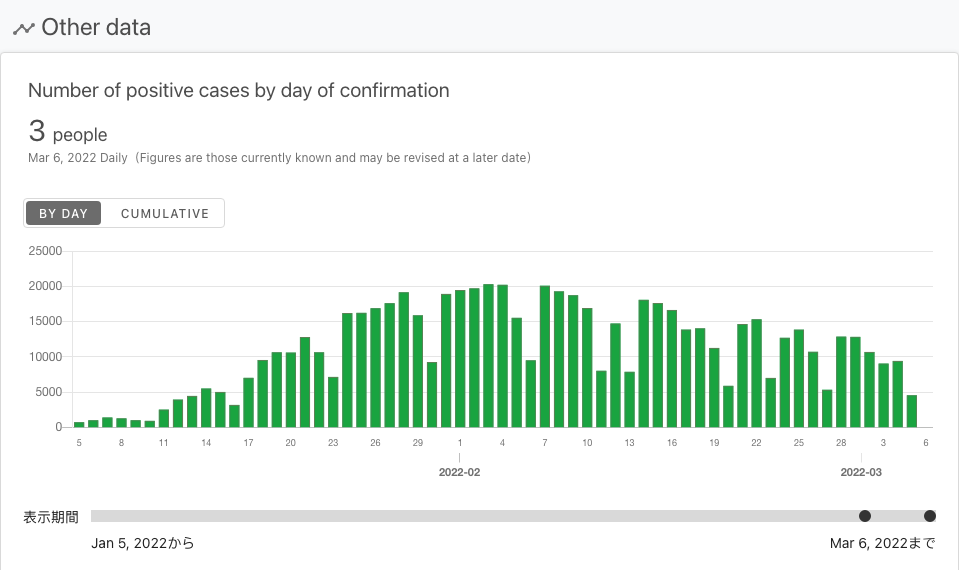 Other data
Number of positive cases by day of confirmation
3 people
Mar 6, 2022 Daily（Figures are those currently known and may be revised at a later date）
BY DAY CUMULATIVE
25000
20000
15000
10000
5000
0
5 8 11 14 17 20 23 26 29 1 4 7 10 13 16 19 22 25 28 3 6
2022-02 2022-03
表示期間
Jan 5, 2022から Mar 6, 2022まで